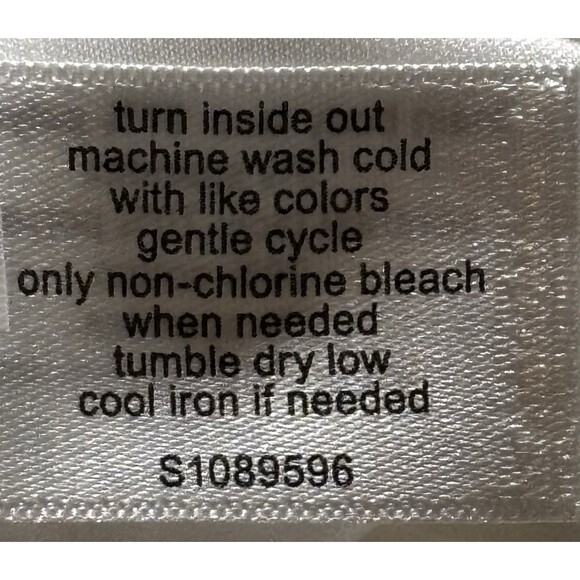 turn inside out
machine wash cold
with like colors
gentle cycle
only non-chlorine bleach
when needed
tumble dry low
cool iron if needed
S1089596